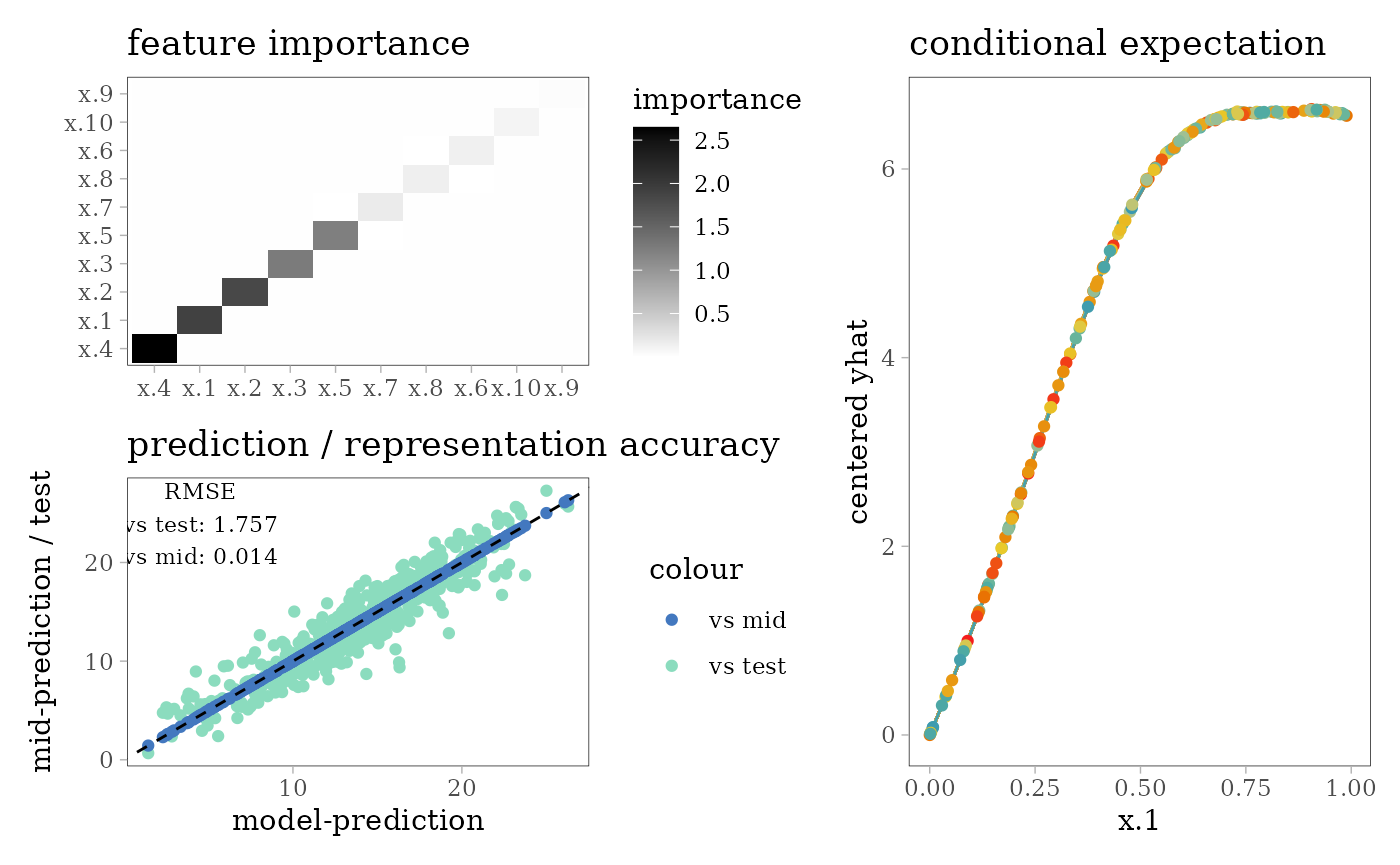 feature importance
x.9
x.10
x.6
x.8
x.7
x.5
x.3
x.2
x.1
x.4
x.4 x.1 x.2 x.3 x.5 x.7 x.8 x.6 x.10 x.9
importance
2.5
2.0
1.5
1.0
0.5
prediction / representation accuracy
mid-prediction / test
RMSE
vs test: 1.757
vs mid: 0.014
20
10
0
10 20
model-prediction
colour
vs mid
vs test
conditional expectation
centered yhat
6
4
2
0
0.00 0.25 0.50 0.75 1.00
x.1